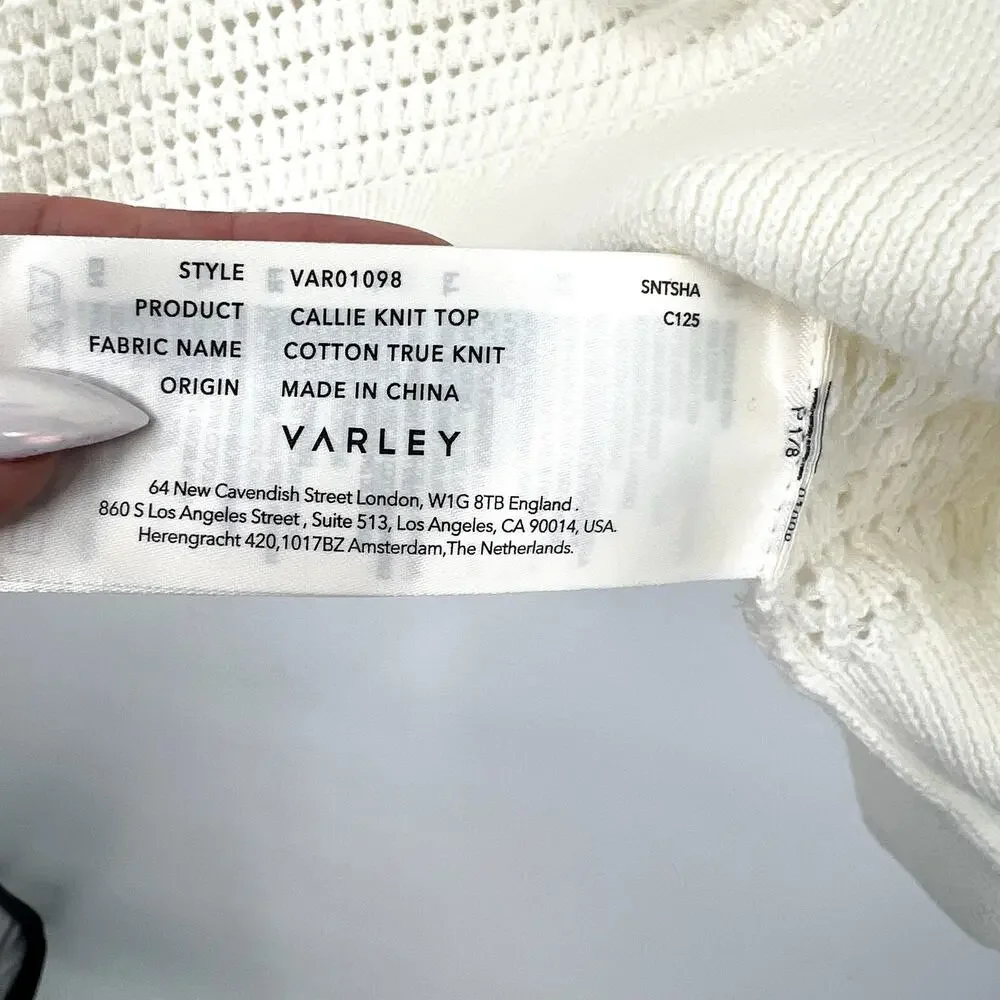 STYLE VAR01098 SNTSHA
PRODUCT CALLIE KNIT TOP C125
FABRIC NAME COTTON TRUE KNIT
ORIGIN MADE IN CHINA
VARLEY
64 New Cavendish Street London, W1G 8TB England.
860 S Los Angeles Street, Suite 513, Los Angeles, CA 90014, USA.
Herengracht 420,1017BZ Amsterdam,The Netherlands.